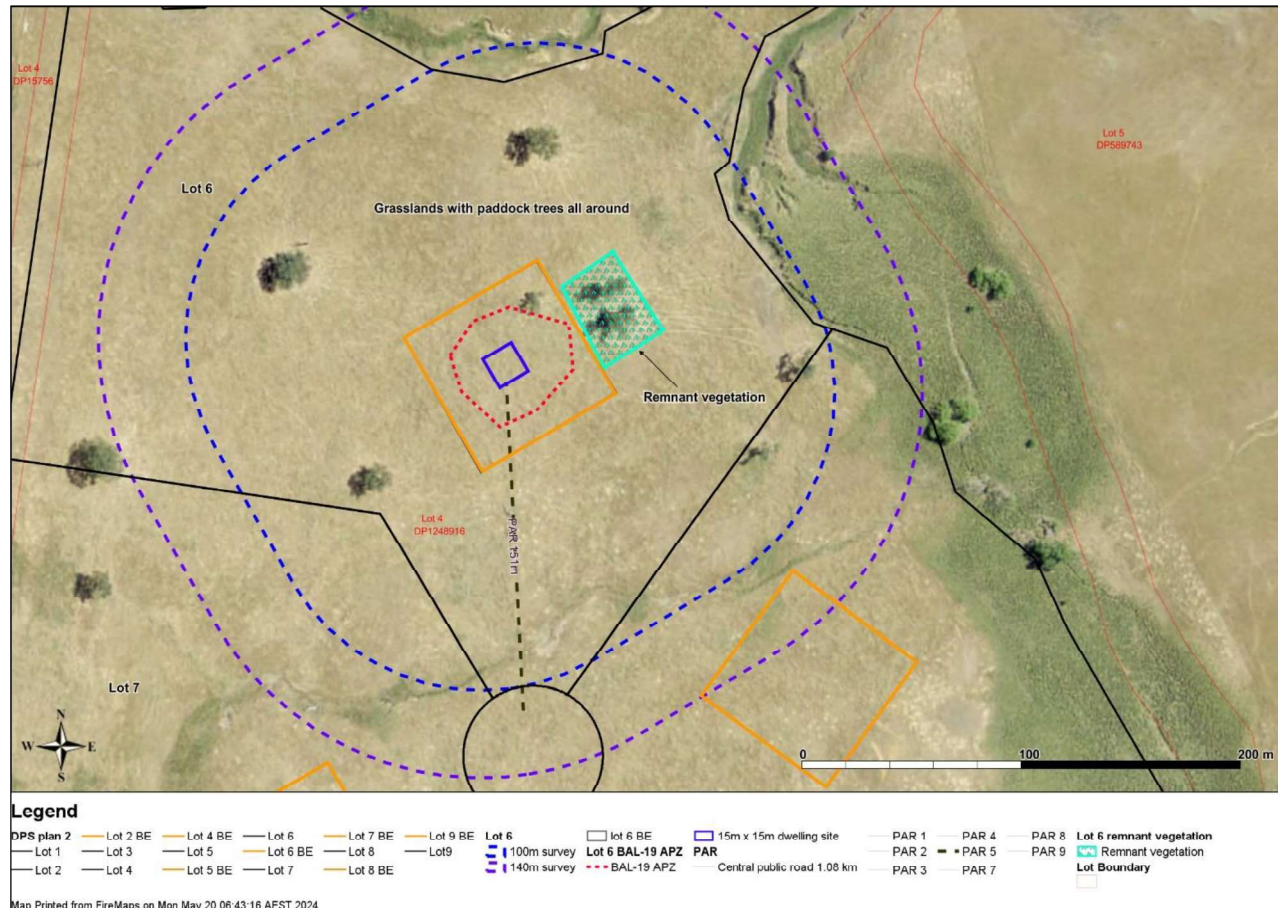 Lot 4
DP15756
Lot 5
DP589743
Lot 6
Grasslands with paddock trees all around
Remnant vegetation
Lot 4
DP1248916
PAR 151m
Lot 7
N
W E
S
0 100 200 m
Legend
DPS plan 2
Lot 1
Lot 2
Lot 2 BE
Lot 3
Lot 4
Lot 4 BE
Lot 5
Lot 5 BE
Lot 6
Lot 6 BE
Lot 7
Lot 7 BE
Lot 8
Lot 8 BE
Lot 9 BE
Lot9
Lot 6
100m survey
140m survey
lot 6 BE
Lot 6 BAL-19 APZ
BAL-19 APZ
15m x 15m dwelling site
PAR
Central public road 1.08 km
PAR 1
PAR 2
PAR 3
PAR 4
PAR 5
PAR 7
PAR 8
PAR 9
Lot 6 remnant vegetation
Remnant vegetation
Lot Boundary
Map Printed from FireMaps on Mon May 20 06:43:16 AEST 2024